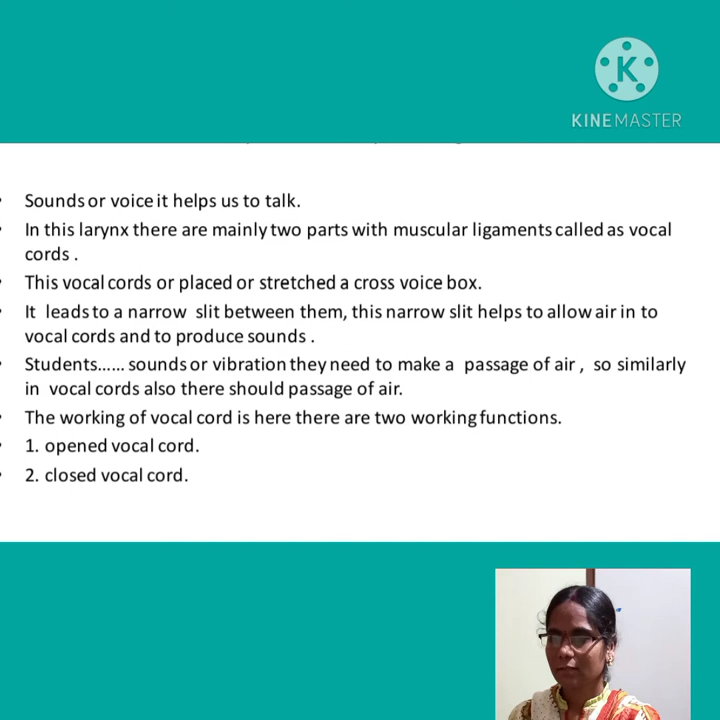 K
KINEMASTER
• Sounds or voice it helps us to talk.
• In this larynx there are mainly two parts with muscular ligaments called as vocal
cords .
• This vocal cords or placed or stretched a cross voice box.
• It leads to a narrow slit between them, this narrow slit helps to allow air in to
vocal cords and to produce sounds .
• Students...... sounds or vibration they need to make a passage of air , so similarly
in vocal cords also there should passage of air.
• The working of vocal cord is here there are two working functions.
• 1. opened vocal cord.
• 2. closed vocal cord.